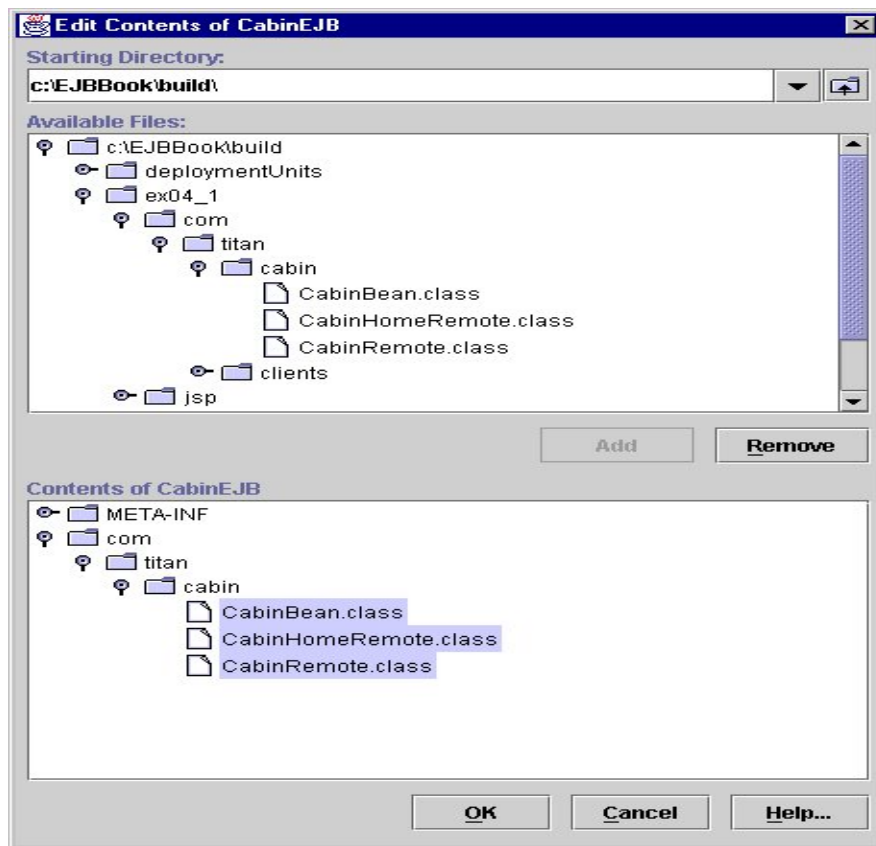 Edit Contents of CabinEJB
Starting Directory:
c:\EJBBook\build\
Available Files:
c:\EJBBook\build
deploymentUnits
ex04_1
com
titan
cabin
CabinBean.class
CabinHomeRemote.class
CabinRemote.class
clients
jsp
Add Remove
Contents of CabinEJB
META-INF
com
titan
cabin
CabinBean.class
CabinHomeRemote.class
CabinRemote.class
OK Cancel Help...